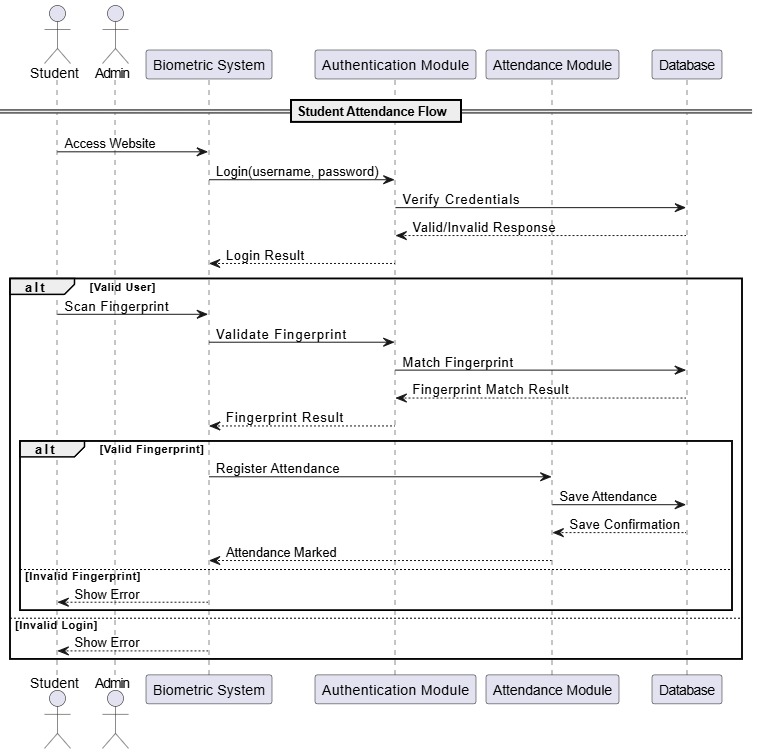 Student Admin Biometric System Authentication Module Attendance Module Database
Student Attendance Flow
Access Website
Login(username, password)
Verify Credentials
Valid/Invalid Response
Login Result
alt [Valid User]
Scan Fingerprint
Validate Fingerprint
Match Fingerprint
Fingerprint Match Result
Fingerprint Result
alt [Valid Fingerprint]
Register Attendance
Save Attendance
Save Confirmation
Attendance Marked
[Invalid Fingerprint]
Show Error
[Invalid Login]
Show Error
Student Admin Biometric System Authentication Module Attendance Module Database